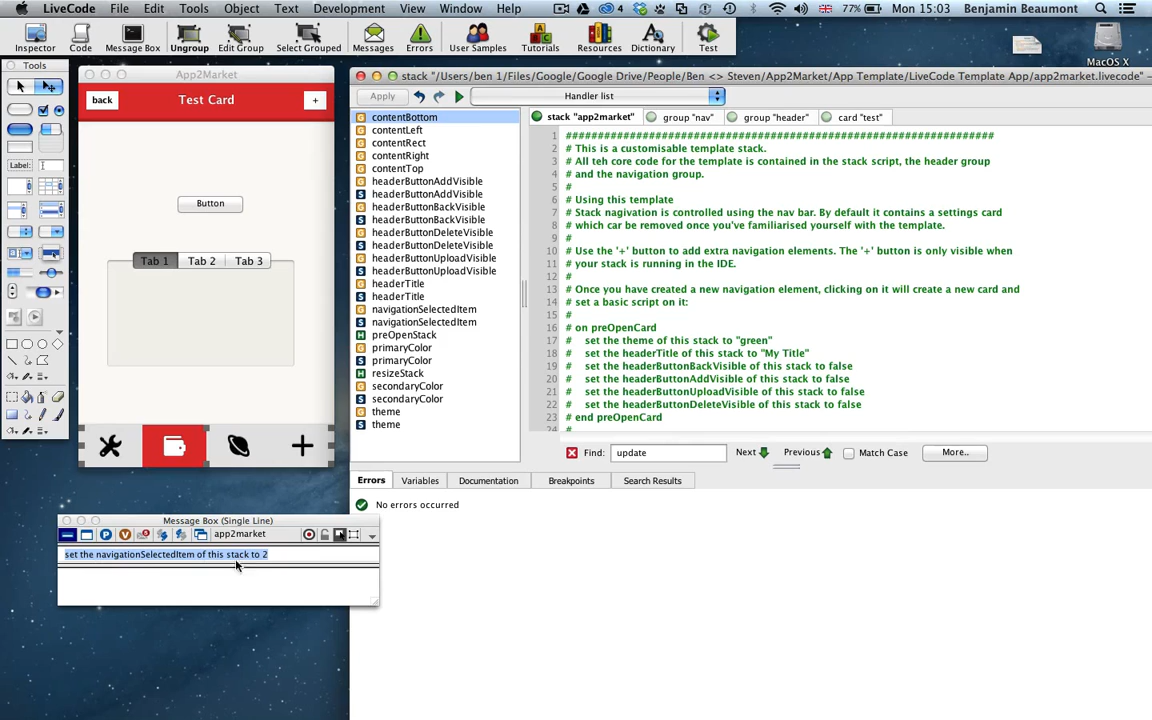 LiveCode File Edit Tools Object Text Development View Window Help 4 77% Mon 15:03 Benjamin Beaumont
Inspector Code Message Box Ungroup Edit Group Select Grouped Messages Errors User Samples Tutorials Resources Dictionary Test
Mac OS X
Tools
Label:
App2Market
back Test Card +
Button
Tab 1 Tab 2 Tab 3
stack "/Users/ben 1/Files/Google/Google Drive/People/Ben <> Steven/App2Market/App Template/LiveCode Template App/app2market.livecode" -
Apply Handler list
contentBottom
contentLeft
contentRect
contentRight
contentTop
headerButtonAddVisible
headerButtonAddVisible
headerButtonBackVisible
headerButtonBackVisible
headerButtonDeleteVisible
headerButtonDeleteVisible
headerButtonUploadVisible
headerButtonUploadVisible
headerTitle
headerTitle
navigationSelectedItem
navigationSelectedItem
preOpenStack
primaryColor
primaryColor
resizeStack
secondaryColor
secondaryColor
theme
theme
stack "app2market" group "nav" group "header" card "test"
1 ##################################################################
2 # This is a customisable template stack.
3 # All teh core code for the template is contained in the stack script, the header group
4 # and the navigation group.
5 #
6 # Using this template
7 # Stack nagivation is controlled using the nav bar. By default it contains a settings card
8 # which car be removed once you've familiarised yourself with the template.
9 #
10 # Use the '+' button to add extra navigation elements. The '+' button is only visible when
11 # your stack is running in the IDE.
12 #
13 # Once you have created a new navigation element, clicking on it will create a new card and
14 # set a basic script on it:
15 #
16 # on preOpenCard
17 # set the theme of this stack to "green"
18 # set the headerTitle of this stack to "My Title"
19 # set the headerButtonBackVisible of this stack to false
20 # set the headerButtonAddVisible of this stack to false
21 # set the headerButtonUploadVisible of this stack to false
22 # set the headerButtonDeleteVisible of this stack to false
23 # end preOpenCard
24 #
Find: update Next Previous Match Case More..
Errors Variables Documentation Breakpoints Search Results
No errors occurred
Message Box (Single Line)
app2market
set the navigationSelectedItem of this stack to 2